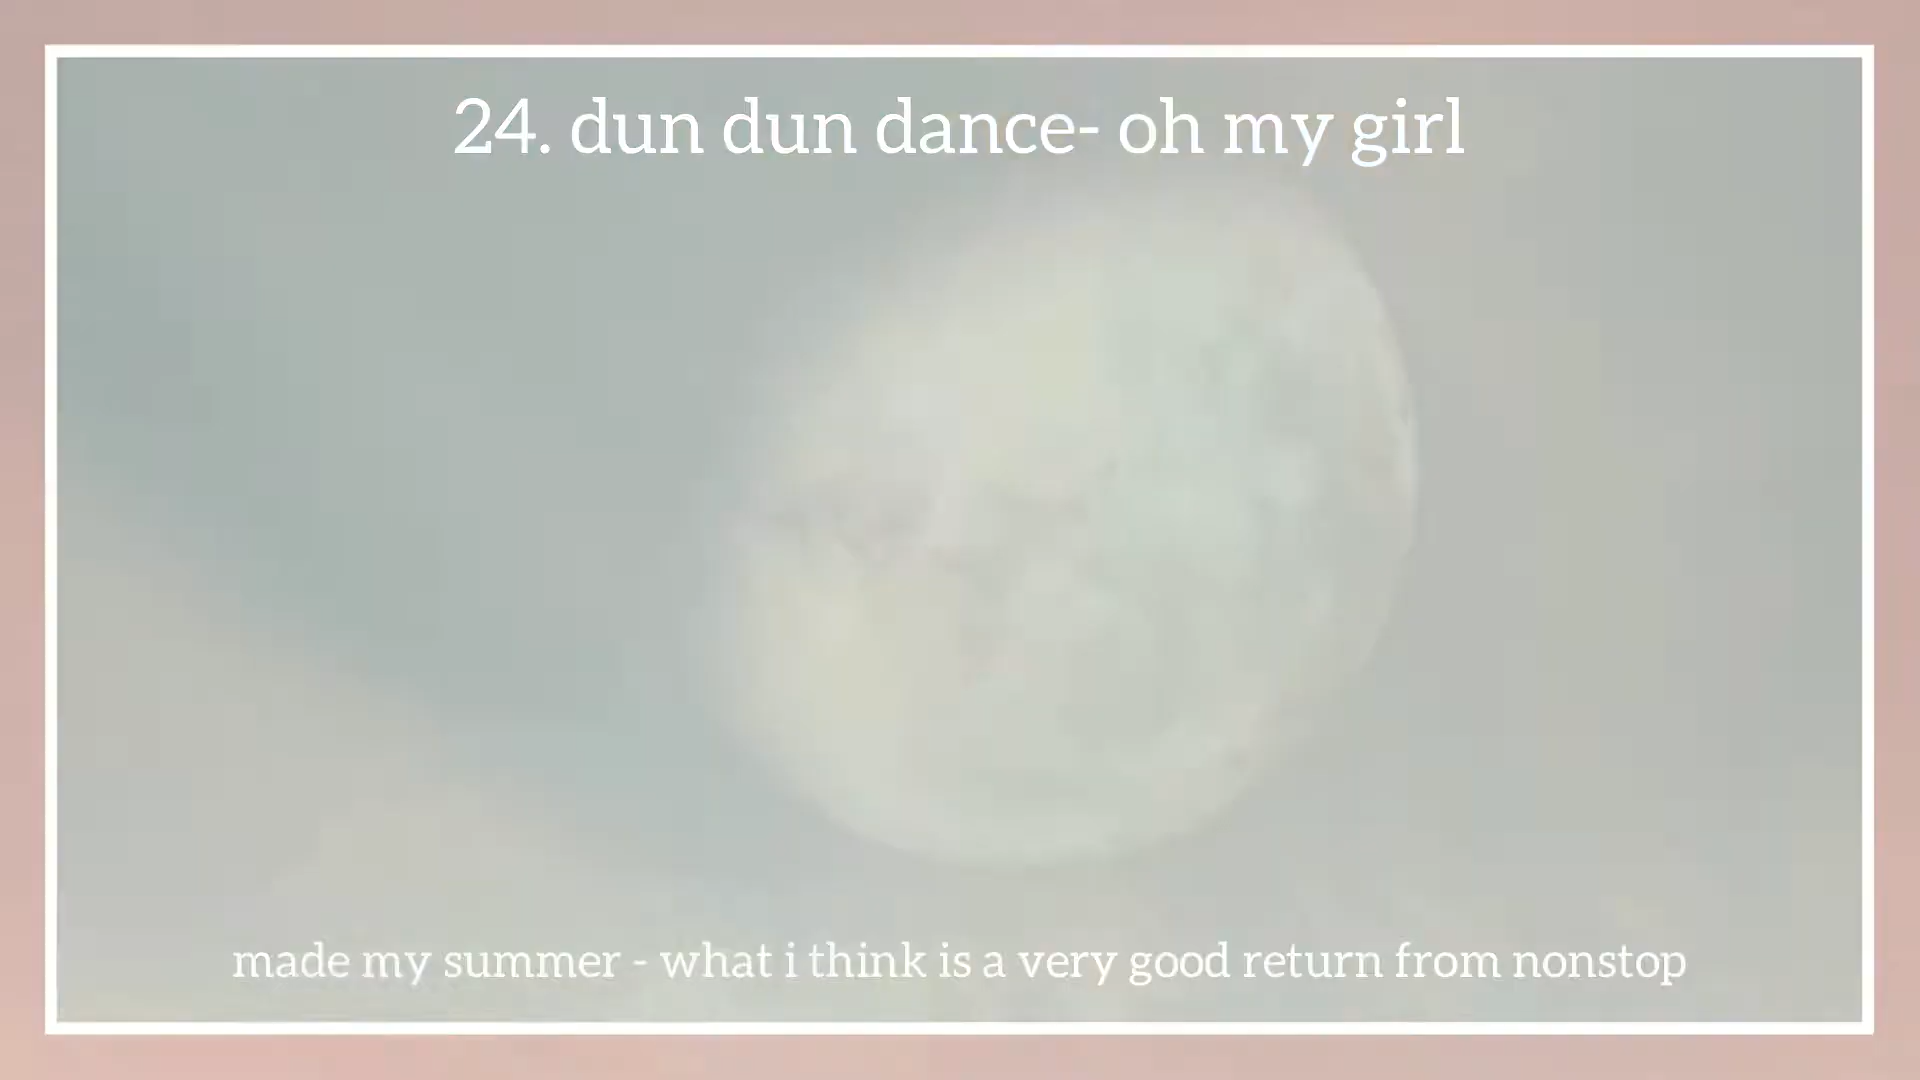 24. dun dun dance- oh my girl
made my summer - what i think is a very good return from nonstop